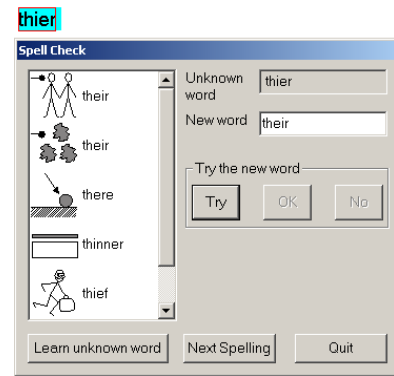 thier
Spell Check
their
their
there
thinner
thief
Unknown word
thier
New word
their
Try the new word
Try
OK
No
Learn unknown word
Next Spelling
Quit